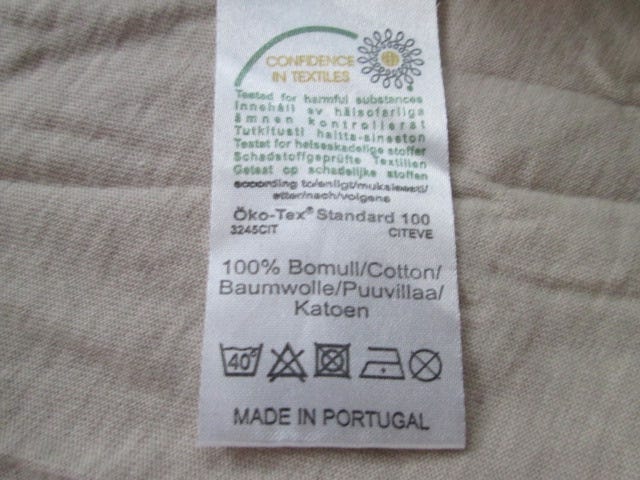 CONFIDENCE
IN TEXTILES
Tested for harmful substances
Innehåll av hälsofarliga
ämnen kontrollerat
Tutkitusti haitta-aineeton
Testet for helseskadelige stoffer
Schadstoffgeprüfte Textilien
Getest op schadelijke stoffen
according to/enligt/mukaisesti/
etter/nach/volgens
Öko-Tex® Standard 100
3245CIT CITEVE
100% Bomull/Cotton/
Baumwolle/Puuvillaa/
Katoen
40°
MADE IN PORTUGAL